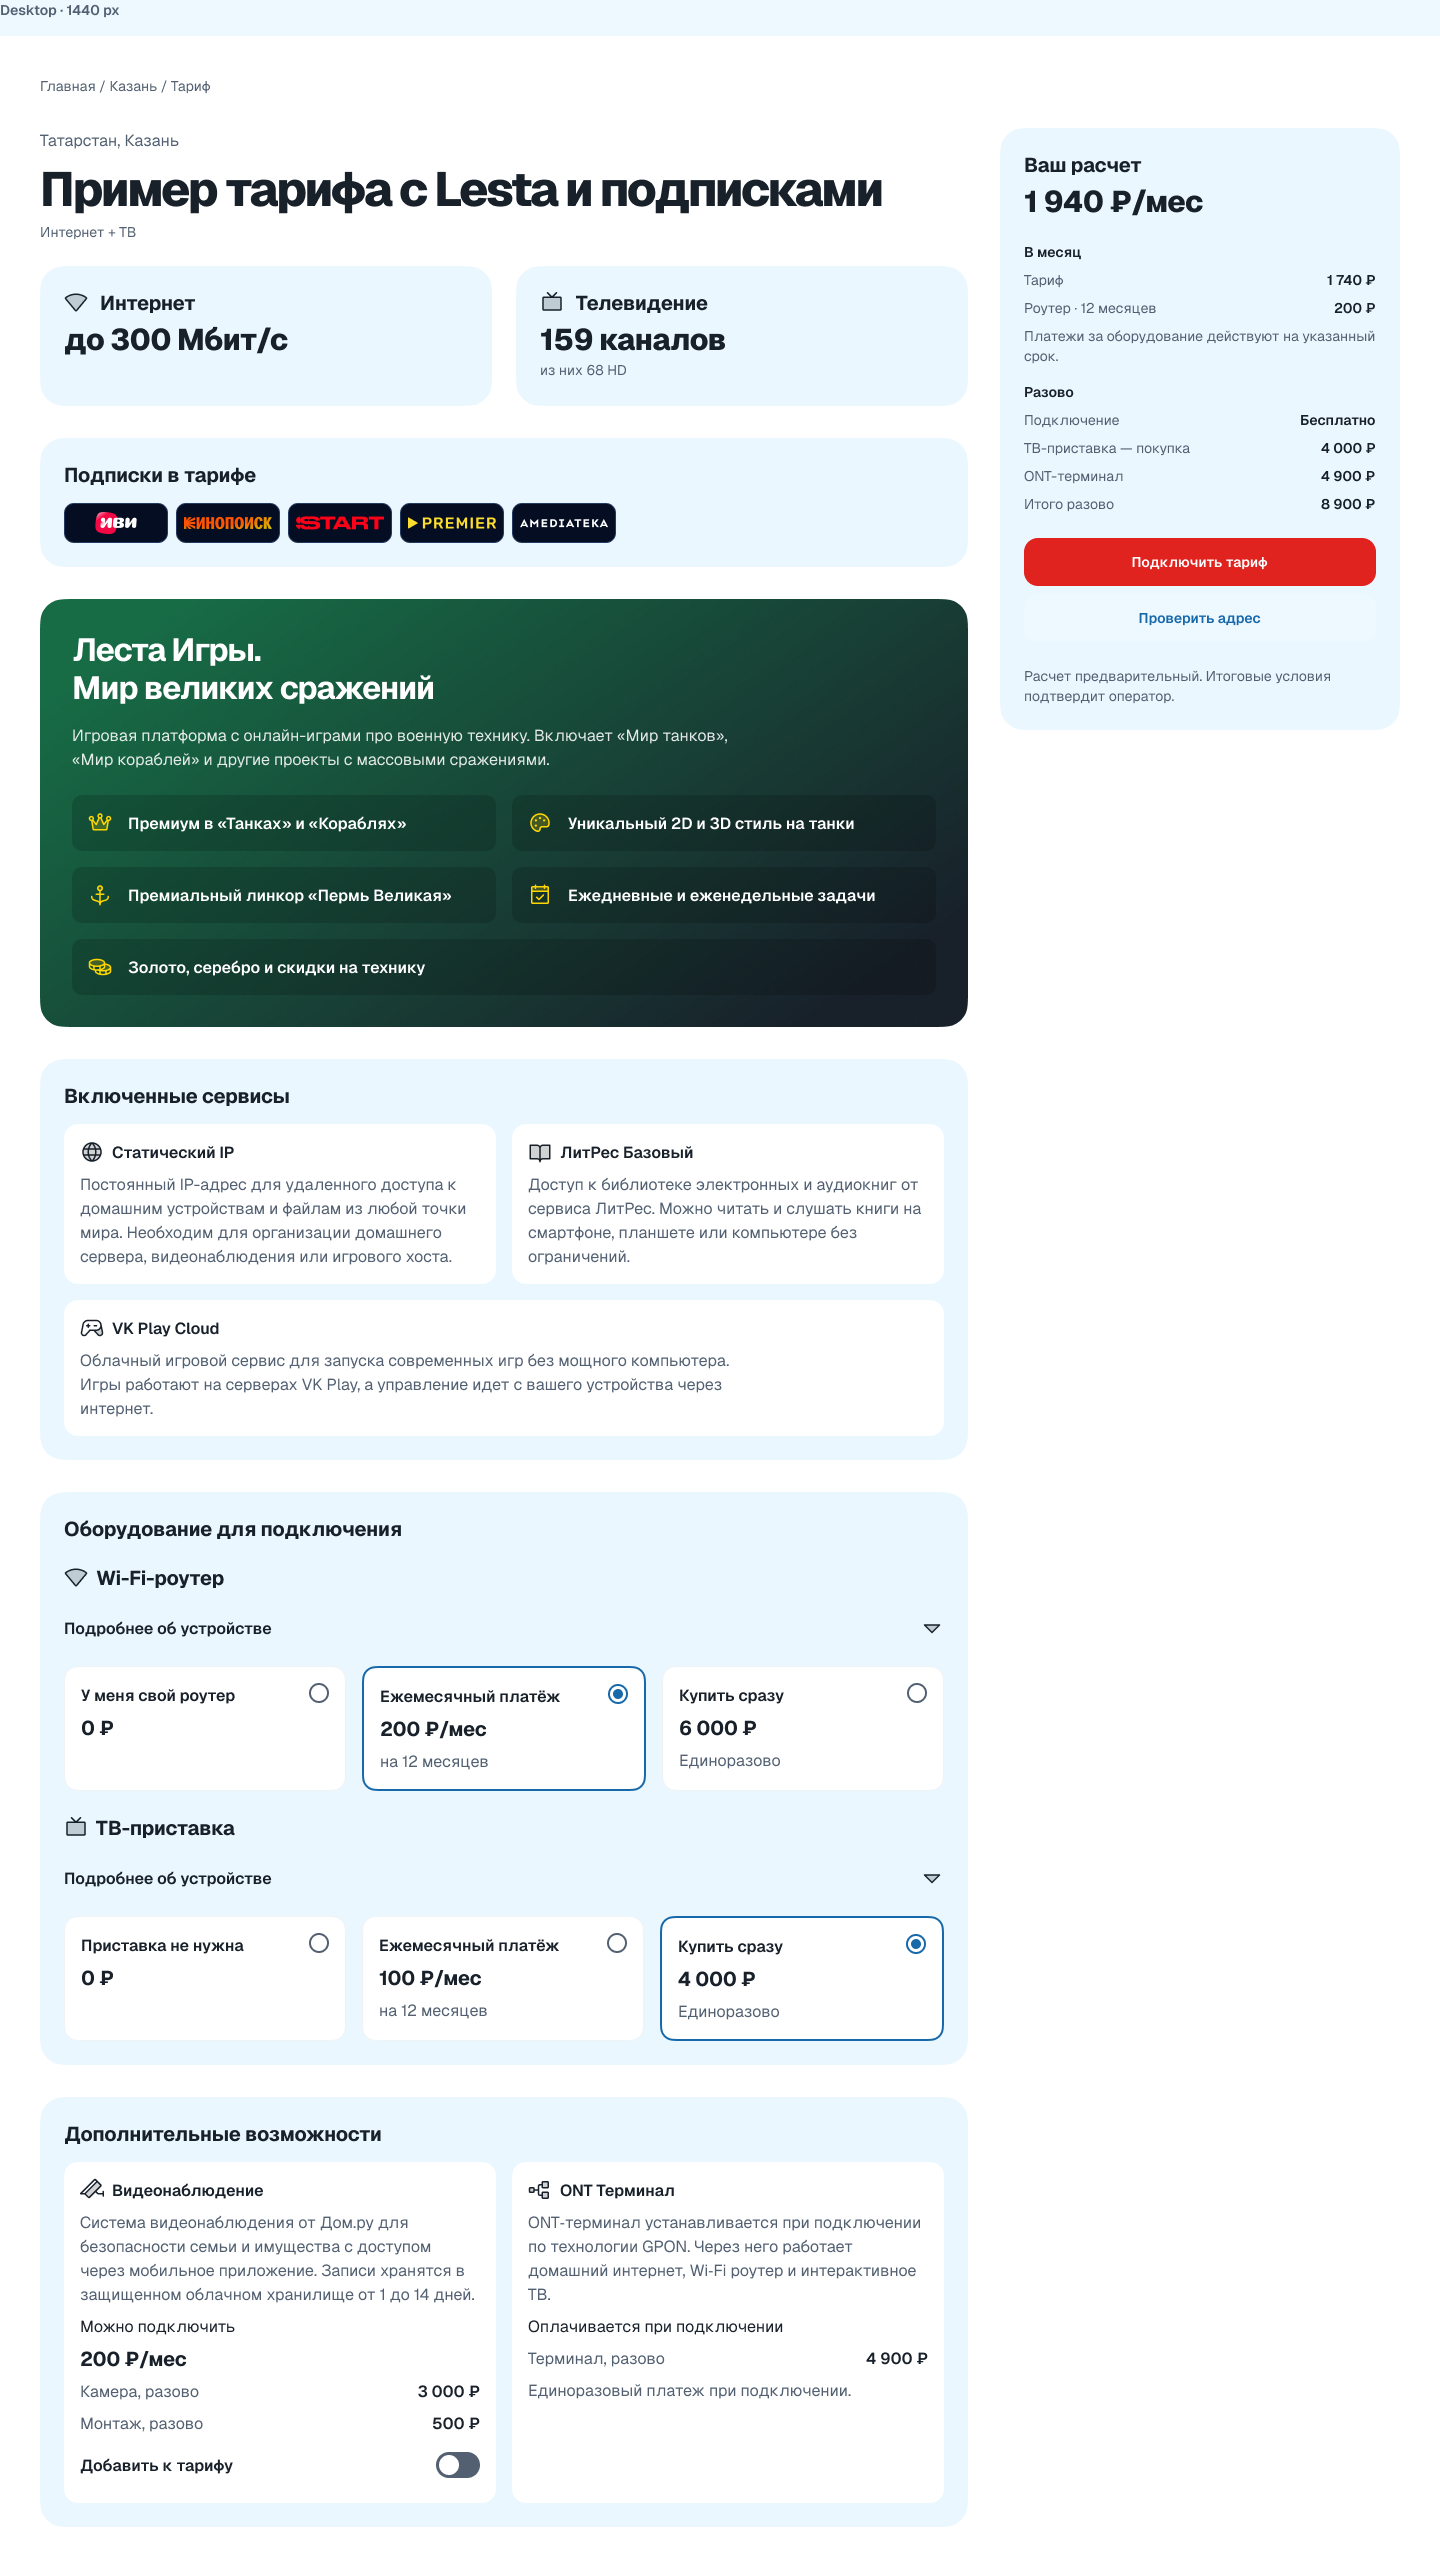 Desktop · 1440 px
Главная / Казань / Тариф
Татарстан, Казань
Пример тарифа с Lesta и подписками
Интернет + ТВ
Интернет
до 300 Мбит/с
Телевидение
159 каналов
из них 68 HD
Подписки в тарифе
иви
КИНОПОИСК
START
PREMIER
AMEDIATEKA
Леста Игры.
Мир великих сражений
Игровая платформа с онлайн-играми про военную технику. Включает «Мир танков»,
«Мир кораблей» и другие проекты с массовыми сражениями.
Премиум в «Танках» и «Кораблях»
Уникальный 2D и 3D стиль на танки
Премиальный линкор «Пермь Великая»
Ежедневные и еженедельные задачи
Золото, серебро и скидки на технику
Включенные сервисы
Статический IP
Постоянный IP-адрес для удаленного доступа к
домашним устройствам и файлам из любой точки
мира. Необходим для организации домашнего
сервера, видеонаблюдения или игрового хоста.
ЛитРес Базовый
Доступ к библиотеке электронных и аудиокниг от
сервиса ЛитРес. Можно читать и слушать книги на
смартфоне, планшете или компьютере без
ограничений.
VK Play Cloud
Облачный игровой сервис для запуска современных игр без мощного компьютера.
Игры работают на серверах VK Play, а управление идет с вашего устройства через
интернет.
Оборудование для подключения
Wi-Fi-роутер
Подробнее об устройстве
У меня свой роутер
0 ₽
Ежемесячный платёж
200 ₽/мес
на 12 месяцев
Купить сразу
6 000 ₽
Единоразово
ТВ-приставка
Подробнее об устройстве
Приставка не нужна
0 ₽
Ежемесячный платёж
100 ₽/мес
на 12 месяцев
Купить сразу
4 000 ₽
Единоразово
Дополнительные возможности
Видеонаблюдение
Система видеонаблюдения от Дом.ру для
безопасности семьи и имущества с доступом
через мобильное приложение. Записи хранятся в
защищенном облачном хранилище от 1 до 14 дней.
Можно подключить
200 ₽/мес
Камера, разово 3 000 ₽
Монтаж, разово 500 ₽
Добавить к тарифу
ONT Терминал
ONT-терминал устанавливается при подключении
по технологии GPON. Через него работает
домашний интернет, Wi-Fi роутер и интерактивное
ТВ.
Оплачивается при подключении
Терминал, разово 4 900 ₽
Единоразовый платеж при подключении.
Ваш расчет
1 940 ₽/мес
В месяц
Тариф 1 740 ₽
Роутер · 12 месяцев 200 ₽
Платежи за оборудование действуют на указанный
срок.
Разово
Подключение Бесплатно
ТВ-приставка — покупка 4 000 ₽
ONT-терминал 4 900 ₽
Итого разово 8 900 ₽
Подключить тариф
Проверить адрес
Расчет предварительный. Итоговые условия
подтвердит оператор.